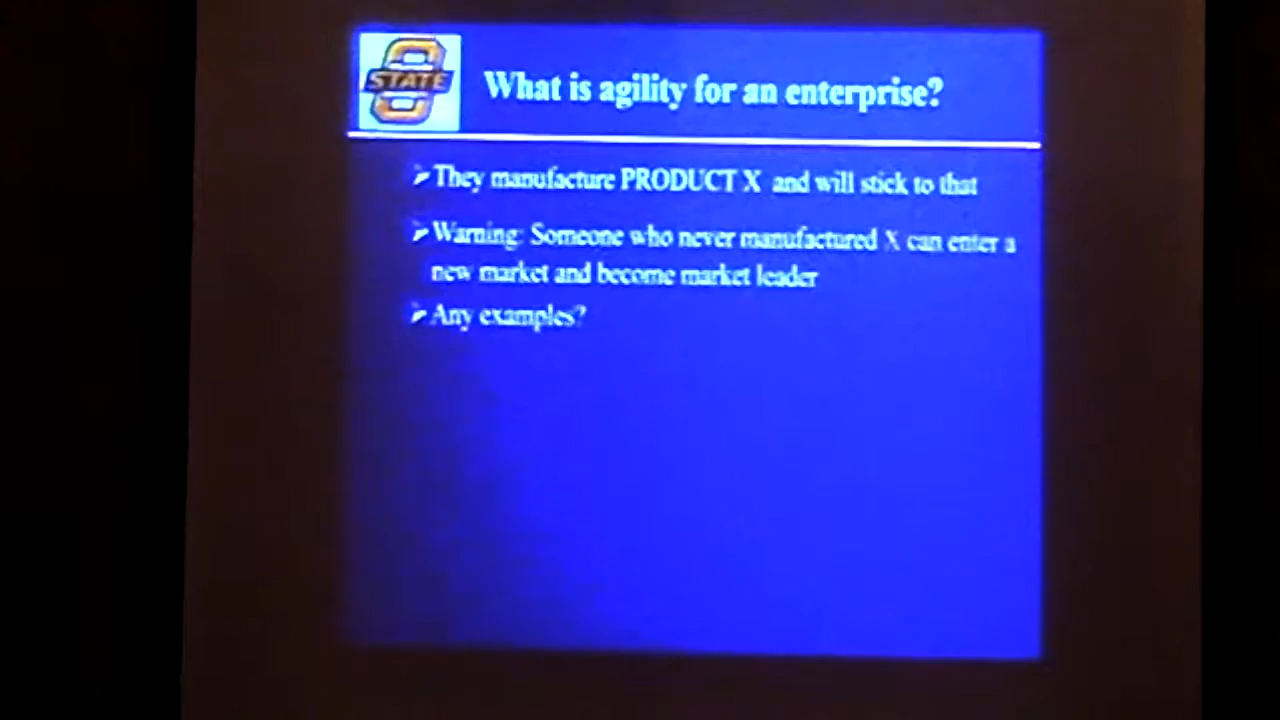 STATE
What is agility for an enterprise?
They manufacture PRODUCT X and will stick to that
Warning: Someone who never manufactured X can enter a
new market and become market leader
Any examples?